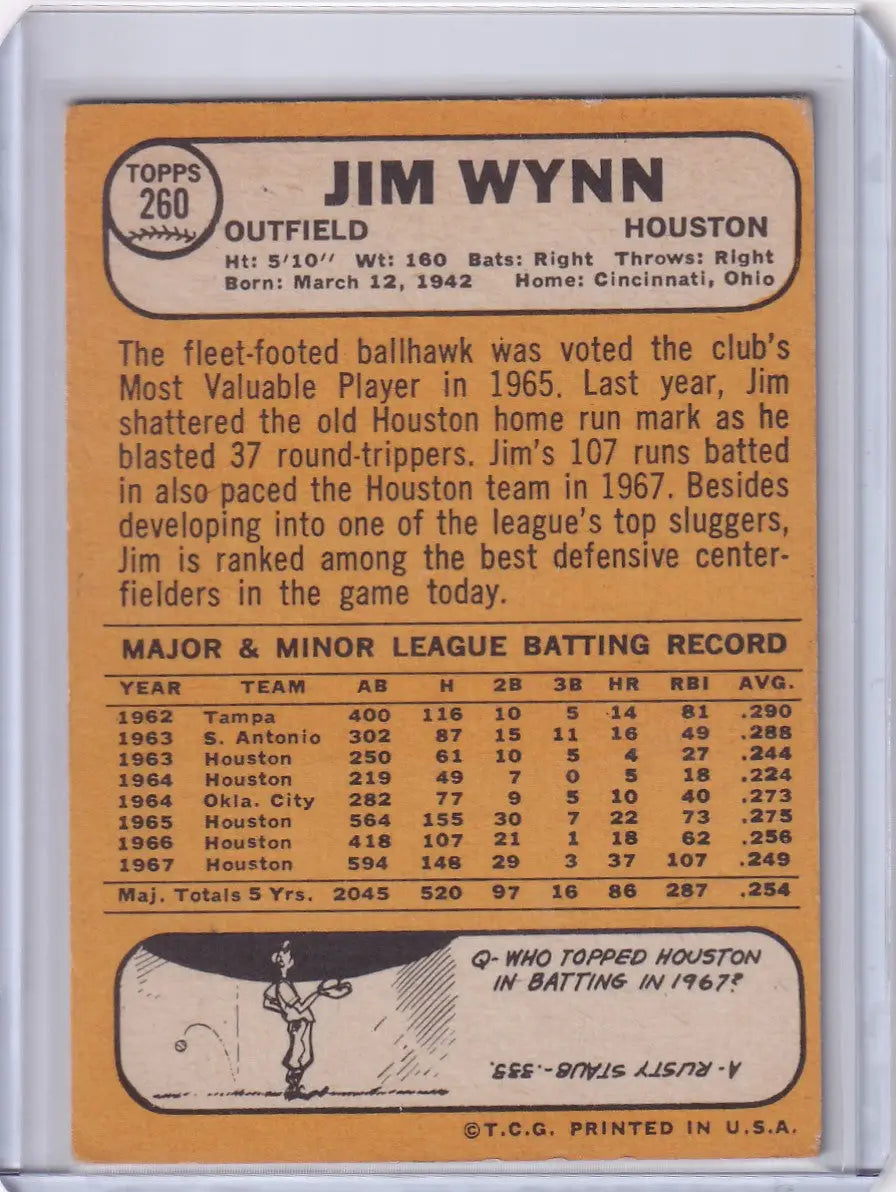 TOPPS
260
JIM WYNN
OUTFIELD HOUSTON
Ht: 5'10" Wt: 160 Bats: Right Throws: Right
Born: March 12, 1942 Home: Cincinnati, Ohio
The fleet-footed ballhawk was voted the club's
Most Valuable Player in 1965. Last year, Jim
shattered the old Houston home run mark as he
blasted 37 round-trippers. Jim's 107 runs batted
in also paced the Houston team in 1967. Besides
developing into one of the league's top sluggers,
Jim is ranked among the best defensive center-
fielders in the game today.
MAJOR & MINOR LEAGUE BATTING RECORD
YEAR TEAM AB H 2B 3B HR RBI AVG.
1962 Tampa 400 116 10 5 14 81 .290
1963 S. Antonio 302 87 15 11 16 49 .288
1963 Houston 250 61 10 5 4 27 .244
1964 Houston 219 49 7 0 5 18 .224
1964 Okla. City 282 77 9 5 10 40 .273
1965 Houston 564 155 30 7 22 73 .275
1966 Houston 418 107 21 1 18 62 .256
1967 Houston 594 148 29 3 37 107 .249
Maj. Totals 5 Yrs. 2045 520 97 16 86 287 .254
Q- WHO TOPPED HOUSTON
IN BATTING IN 1967?
A- RUSTY STAUB-.333.
©T.C.G. PRINTED IN U.S.A.